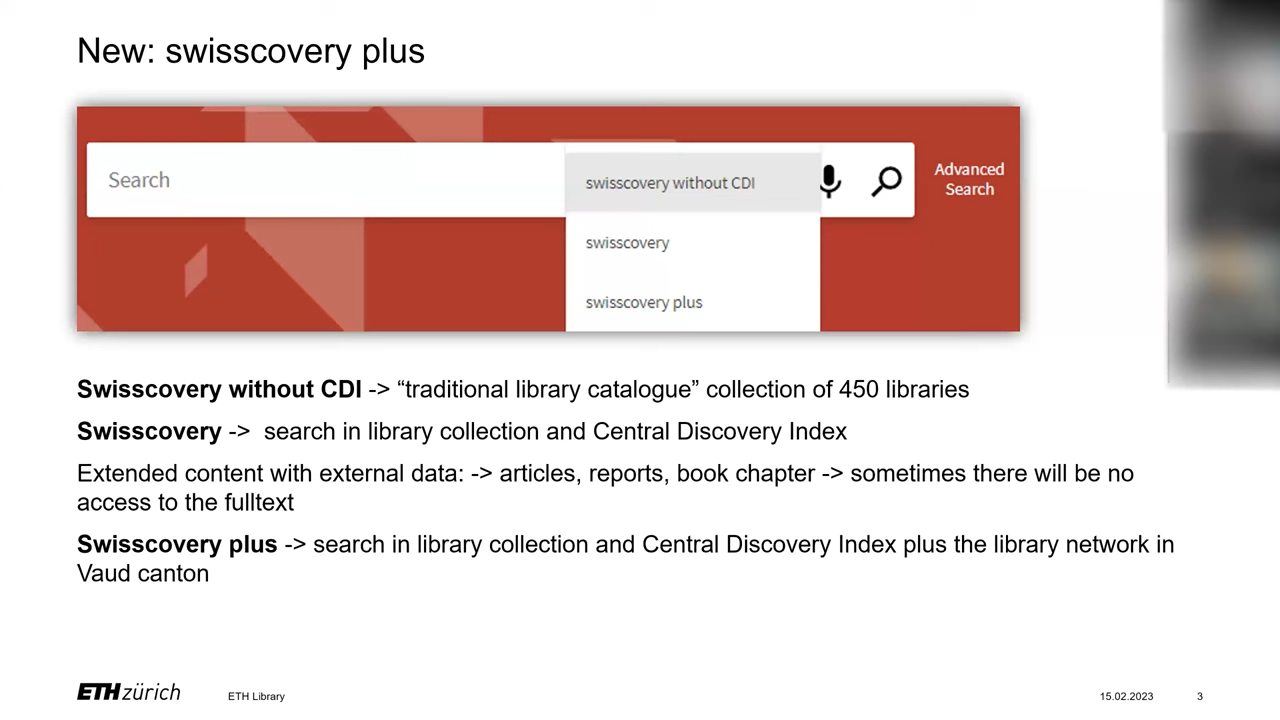 New: swisscovery plus
Search
swisscovery without CDI
Advanced
Search
swisscovery
swisscovery plus
Swisscovery without CDI -> “traditional library catalogue” collection of 450 libraries
Swisscovery -> search in library collection and Central Discovery Index
Extended content with external data: -> articles, reports, book chapter -> sometimes there will be no
access to the fulltext
Swisscovery plus -> search in library collection and Central Discovery Index plus the library network in
Vaud canton
ETH zürich
ETH Library
15.02.2023
3